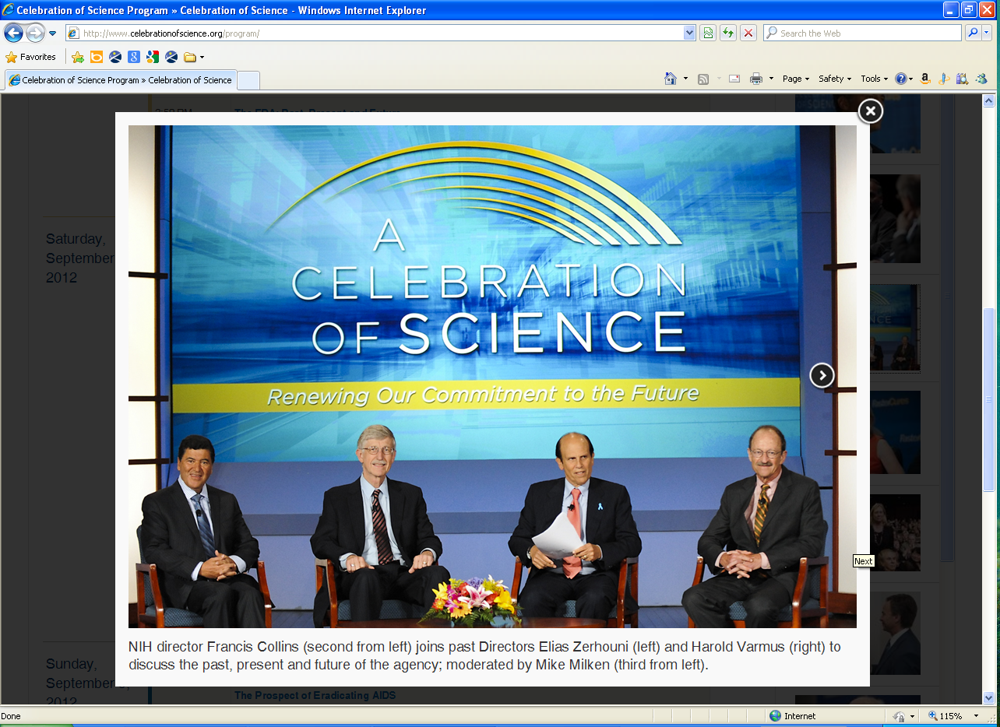 Celebration of Science Program » Celebration of Science - Windows Internet Explorer
http://www.celebrationofscience.org/program/
Search the Web
Favorites
Celebration of Science Program » Celebration of Science
Page
Safety
Tools
The FDA: Past, Present and Future
Saturday,
September
2012
A
CELEBRATION
OF SCIENCE
Renewing Our Commitment to the Future
Next
NIH director Francis Collins (second from left) joins past Directors Elias Zerhouni (left) and Harold Varmus (right) to
discuss the past, present and future of the agency; moderated by Mike Milken (third from left).
Sunday,
September
2012
The Prospect of Eradicating AIDS
Done
Internet
115%